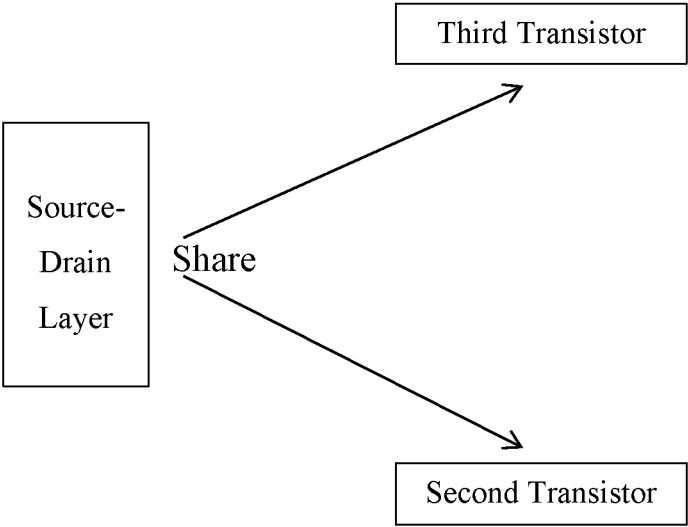 Third Transistor
Source-
Drain
Layer
Share
Second Transistor